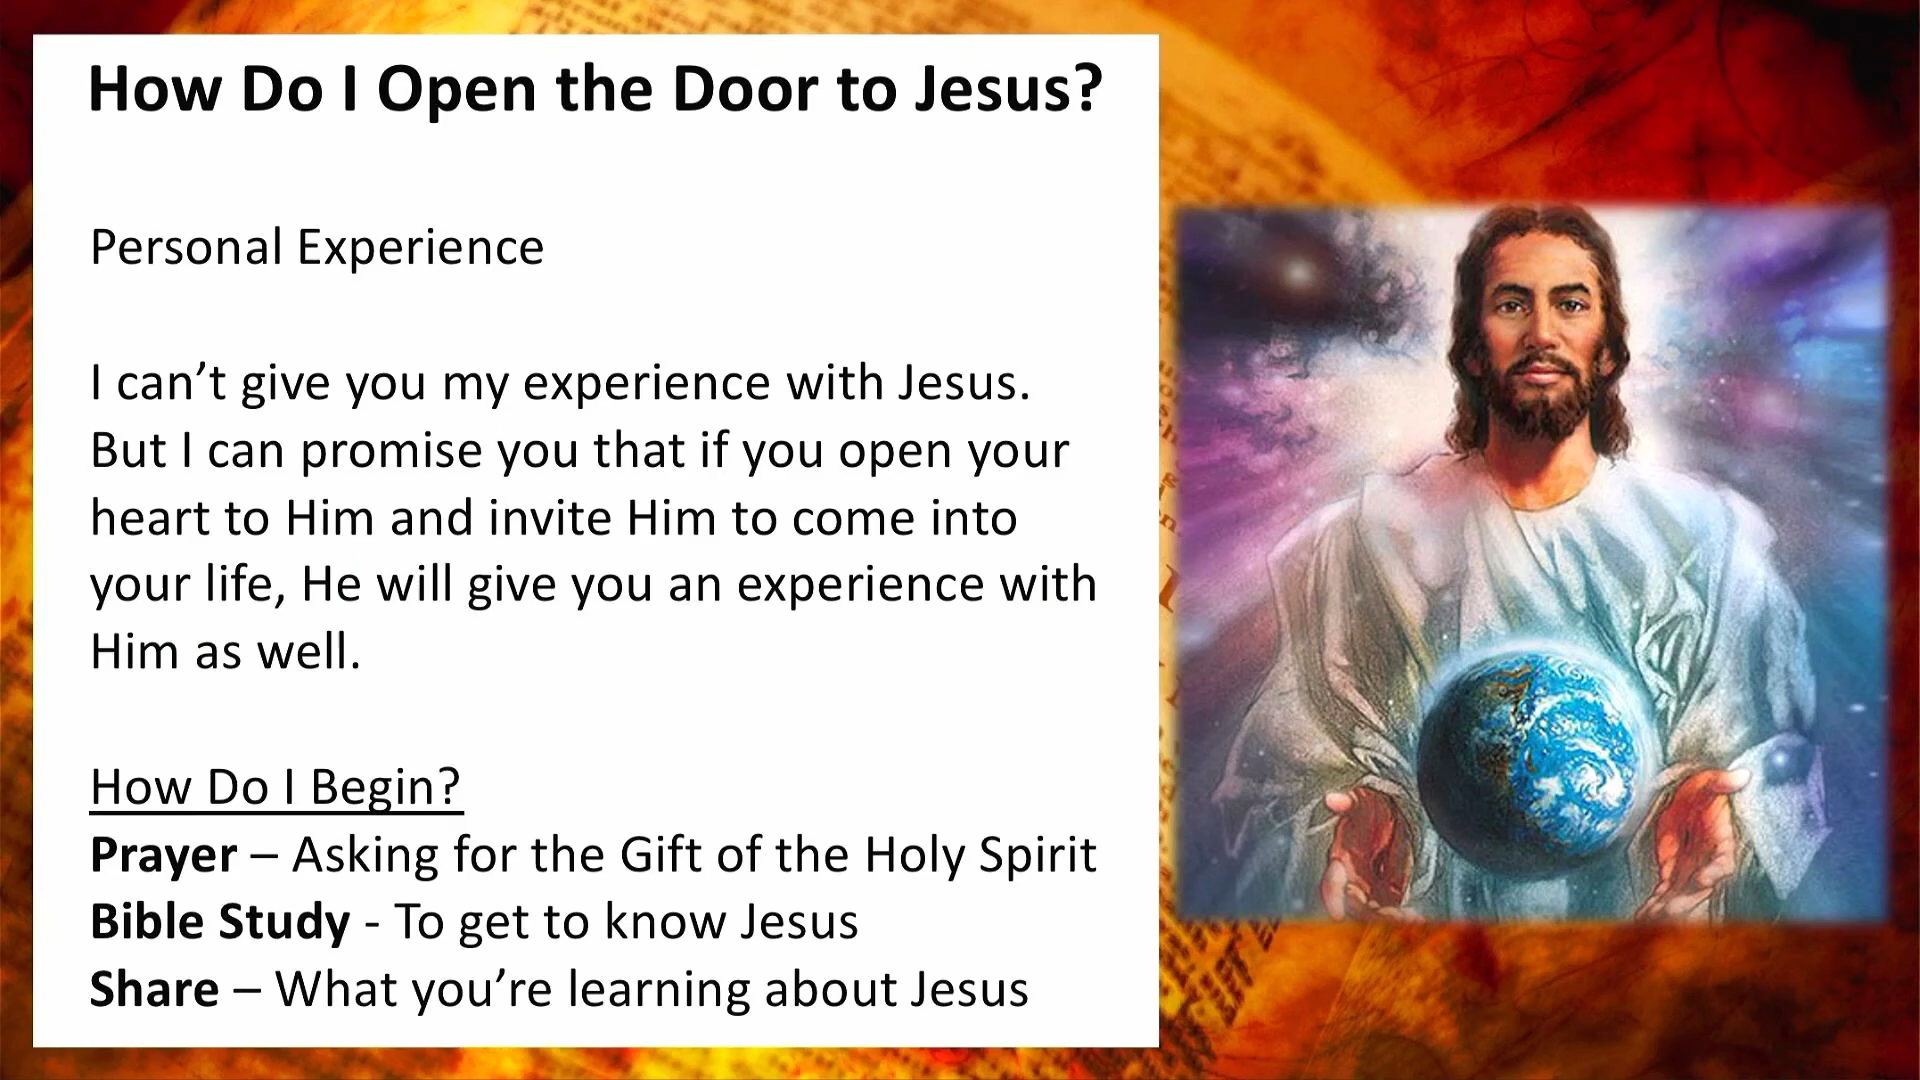 How Do I Open the Door to Jesus?
Personal Experience
I can’t give you my experience with Jesus.
But I can promise you that if you open your
heart to Him and invite Him to come into
your life, He will give you an experience with
Him as well.
How Do I Begin?
Prayer – Asking for the Gift of the Holy Spirit
Bible Study - To get to know Jesus
Share – What you’re learning about Jesus